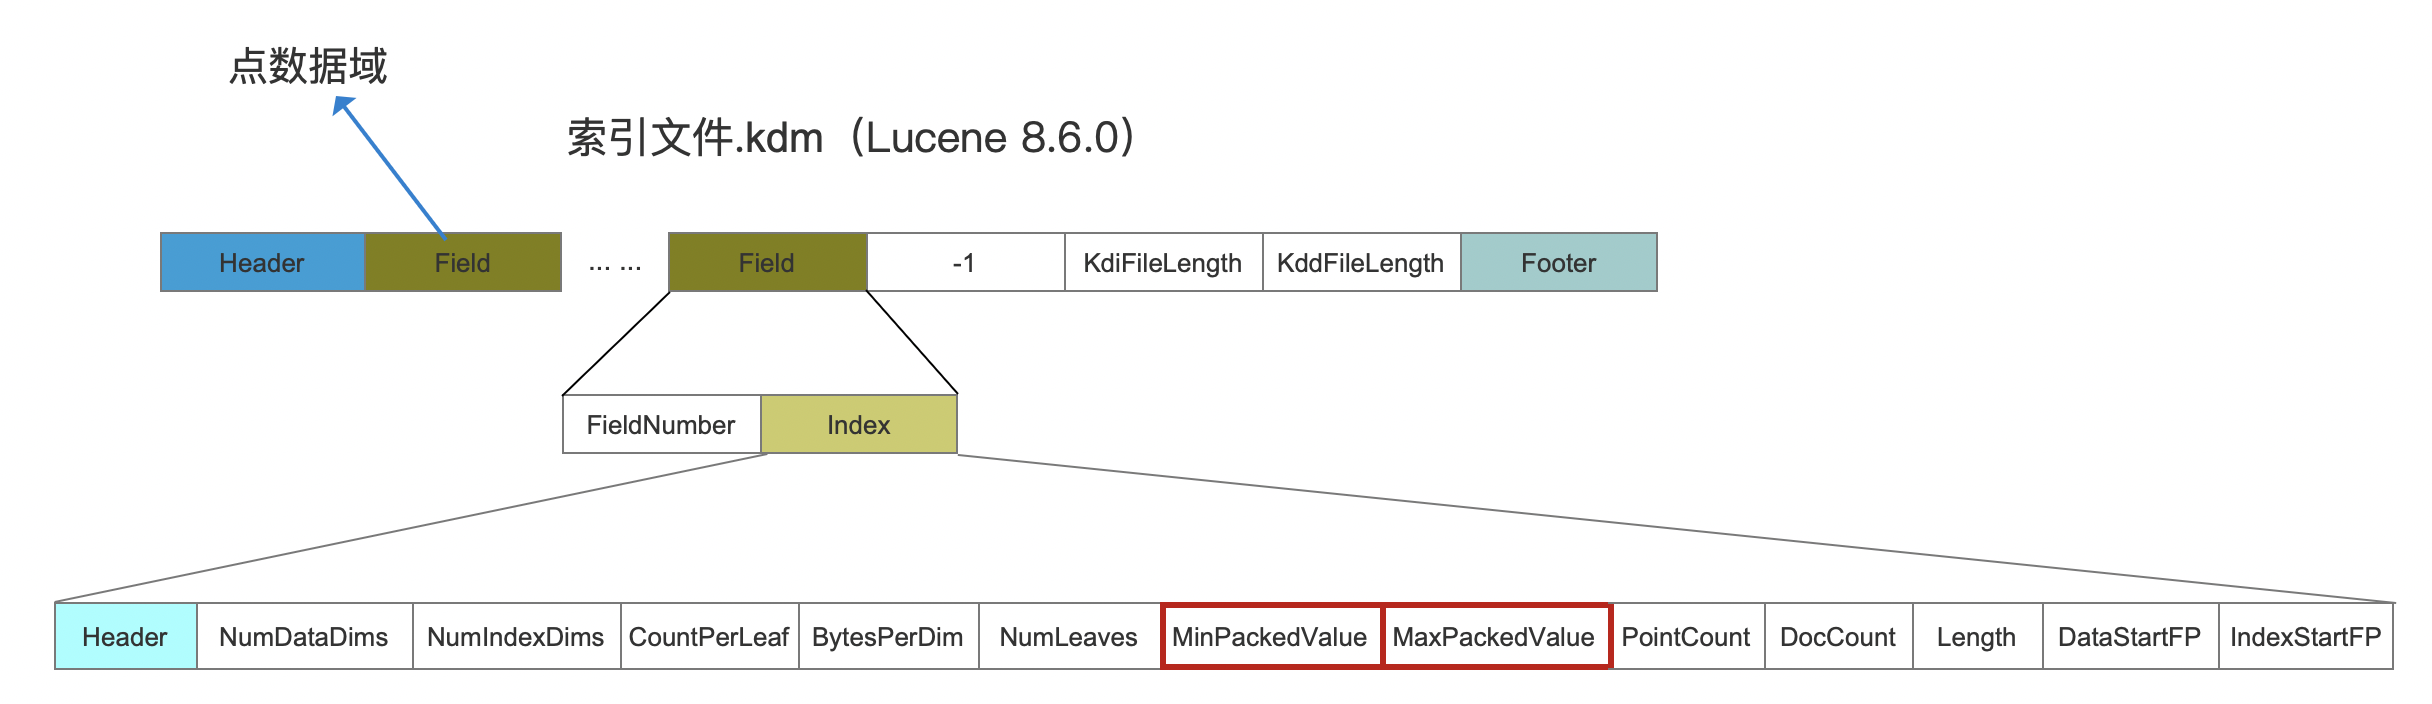 点数据域
索引文件.kdm（Lucene 8.6.0）
Header Field ... ... Field -1 KdiFileLength KddFileLength Footer
FieldNumber Index
Header NumDataDims NumIndexDims CountPerLeaf BytesPerDim NumLeaves MinPackedValue MaxPackedValue PointCount DocCount Length DataStartFP IndexStartFP